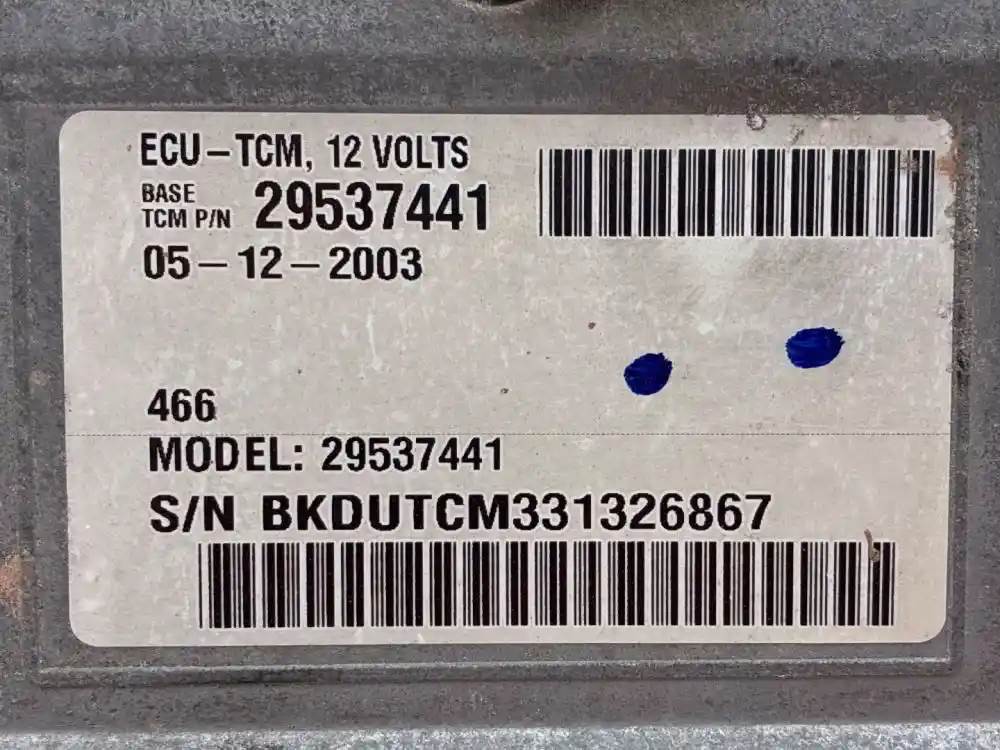 ECU-TCM, 12 VOLTS
BASE
TCM P/N 29537441
05-12-2003
466
MODEL: 29537441
S/N BKDUTCM331326867